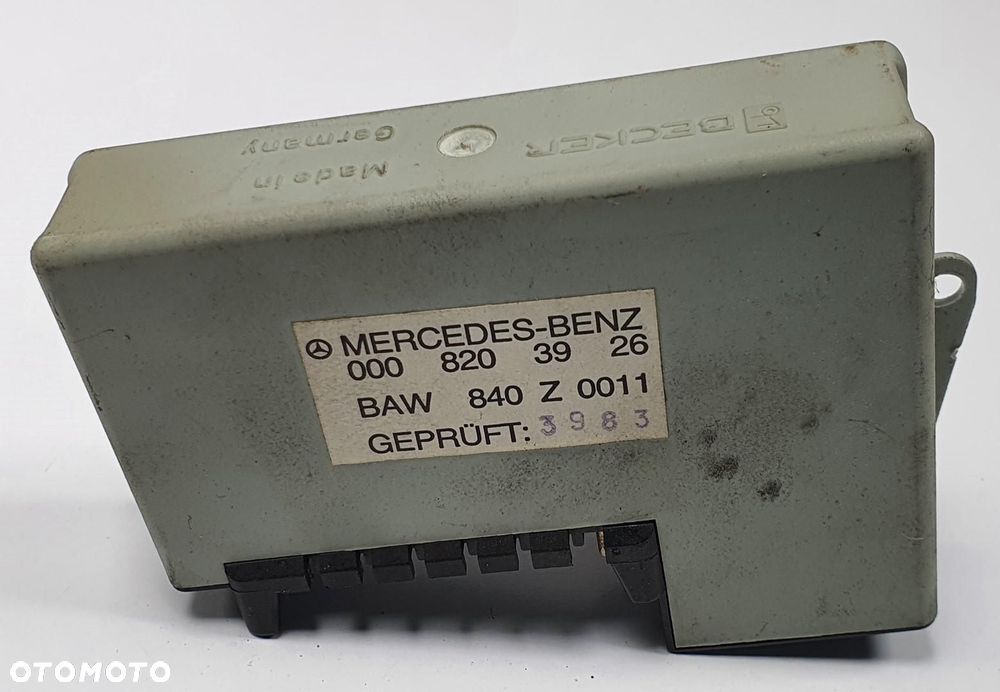 BECKER
Made in
Germany
MERCEDES-BENZ
000 820 39 26
BAW 840 Z 0011
GEPRÜFT: 3983
OTOMOTO